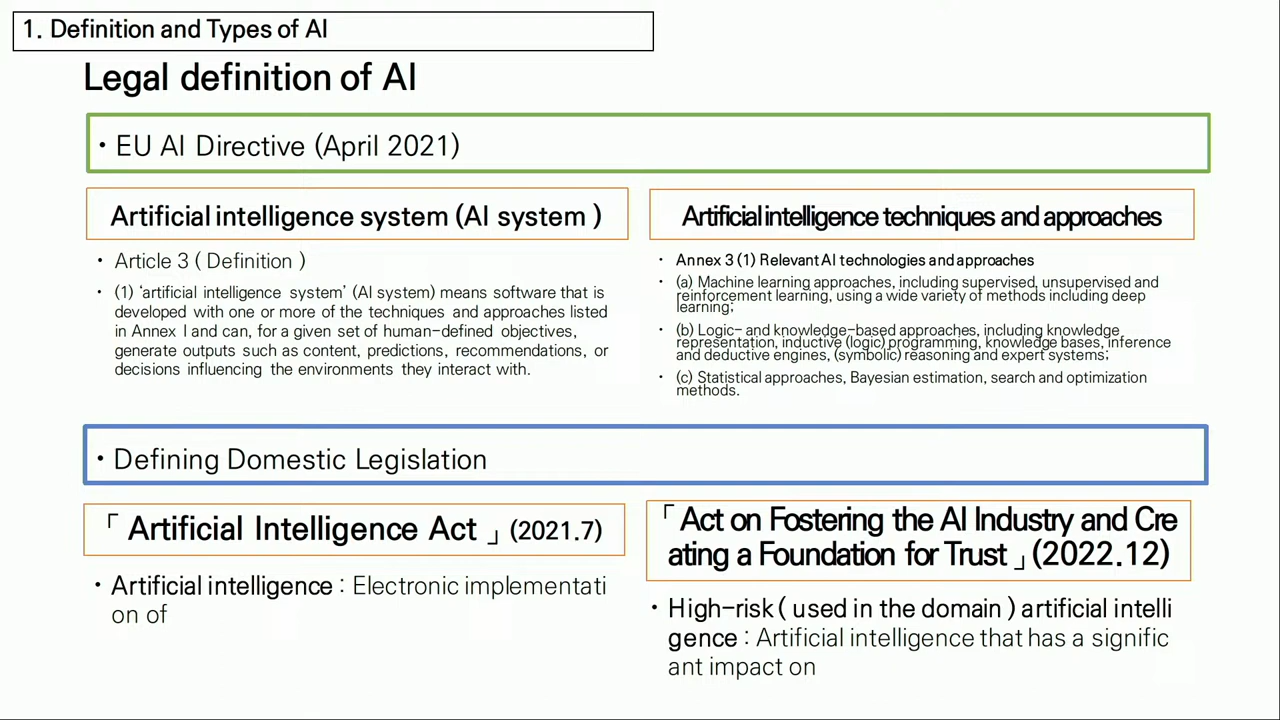 1. Definition and Types of AI
Legal definition of AI
• EU AI Directive (April 2021)
Artificial intelligence system (AI system )
• Article 3 ( Definition )
• (1) ‘artificial intelligence system’ (AI system) means software that is
developed with one or more of the techniques and approaches listed
in Annex I and can, for a given set of human-defined objectives,
generate outputs such as content, predictions, recommendations, or
decisions influencing the environments they interact with.
Artificial intelligence techniques and approaches
• Annex 3 (1) Relevant AI technologies and approaches
• (a) Machine learning approaches, including supervised, unsupervised and
reinforcement learning, using a wide variety of methods including deep
learning;
• (b) Logic- and knowledge-based approaches, including knowledge
representation, inductive (logic) programming, knowledge bases, inference
and deductive engines, (symbolic) reasoning and expert systems;
• (c) Statistical approaches, Bayesian estimation, search and optimization
methods.
• Defining Domestic Legislation
「 Artificial Intelligence Act 」(2021.7)
• Artificial intelligence : Electronic implementati
on of
「Act on Fostering the AI Industry and Cre
ating a Foundation for Trust 」(2022.12)
• High-risk ( used in the domain ) artificial intelli
gence : Artificial intelligence that has a signific
ant impact on